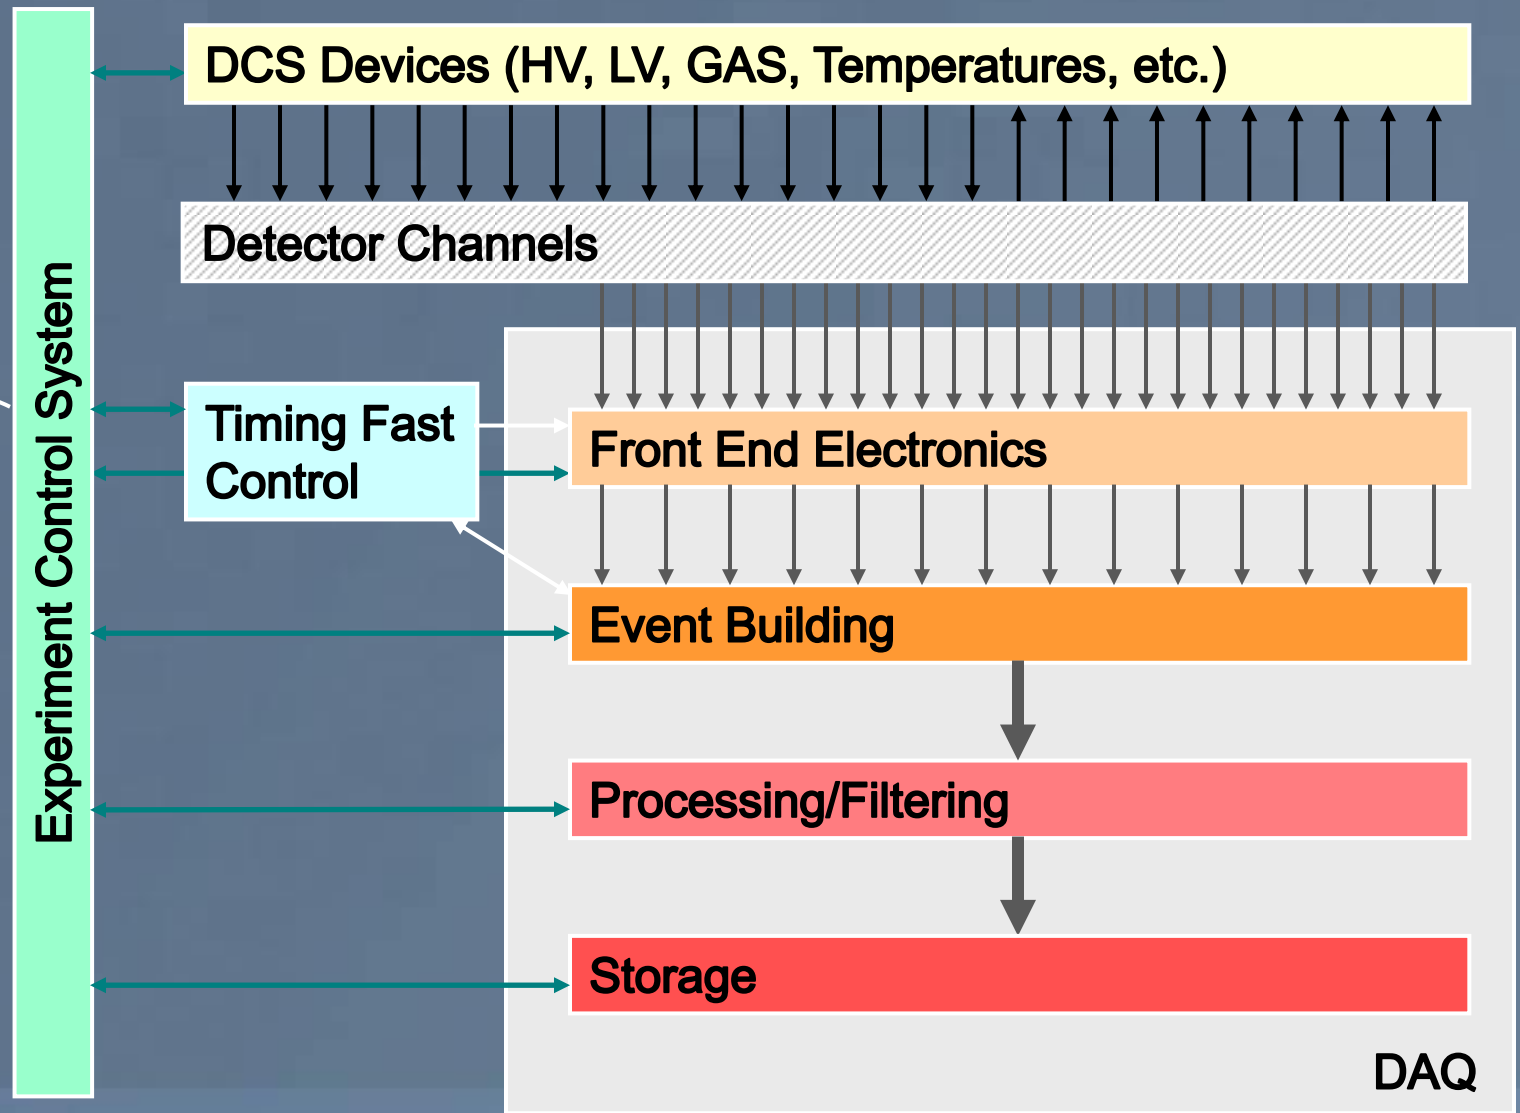 Experiment Control System
DCS Devices (HV, LV, GAS, Temperatures, etc.)
Detector Channels
Timing Fast
Control
Front End Electronics
Event Building
Processing/Filtering
Storage
DAQ